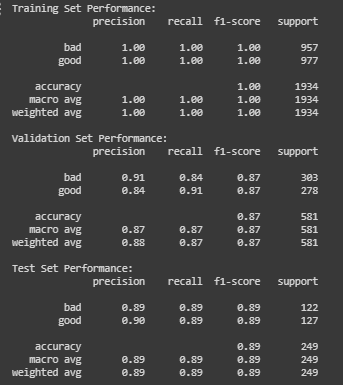 Training Set Performance:
precision recall f1-score support
bad 1.00 1.00 1.00 957
good 1.00 1.00 1.00 977
accuracy 1.00 1934
macro avg 1.00 1.00 1.00 1934
weighted avg 1.00 1.00 1.00 1934
Validation Set Performance:
precision recall f1-score support
bad 0.91 0.84 0.87 303
good 0.84 0.91 0.87 278
accuracy 0.87 581
macro avg 0.87 0.87 0.87 581
weighted avg 0.88 0.87 0.87 581
Test Set Performance:
precision recall f1-score support
bad 0.89 0.89 0.89 122
good 0.90 0.89 0.89 127
accuracy 0.89 249
macro avg 0.89 0.89 0.89 249
weighted avg 0.89 0.89 0.89 249